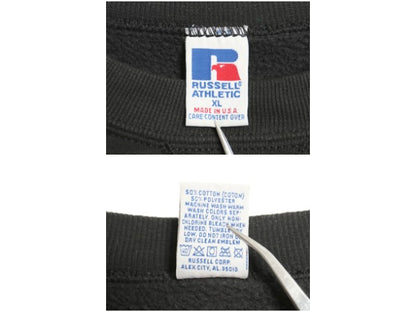 R
RUSSELL®
ATHLETIC
XL
MADE IN U.S.A.
CARE·CONTENT OVER
50% COTTON (COTON)
50% POLYESTER
MACHINE WASH WARM
WASH COLORS SEP-
ARATELY. ONLY NON-
CHLORINE BLEACH WHEN
NEEDED. TUMBLE
LOW. DO NOT IRON OR
DRY CLEAN EMBLEM
RUSSELL CORP.
ALEX CITY, AL 35010